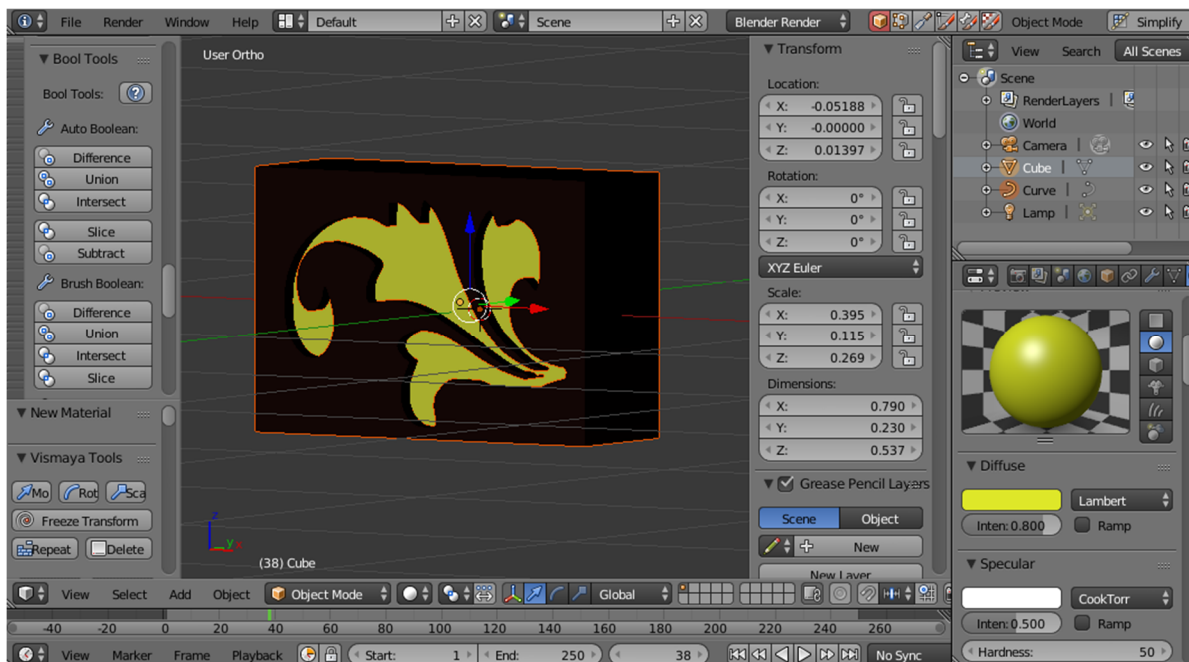 File Render Window Help Default Scene Blender Render Object Mode Simplify
Bool Tools
Bool Tools:
Auto Boolean:
Difference
Union
Intersect
Slice
Subtract
Brush Boolean:
Difference
Union
Intersect
Slice
New Material
Vismaya Tools
Mo Rot Sca
Freeze Transform
Repeat Delete
User Ortho
z
y
(38) Cube
Transform
Location:
X: -0.05188
Y: -0.00000
Z: 0.01397
Rotation:
X: 0°
Y: 0°
Z: 0°
XYZ Euler
Scale:
X: 0.395
Y: 0.115
Z: 0.269
Dimensions:
X: 0.790
Y: 0.230
Z: 0.537
Grease Pencil Layers
Scene Object
New
New Layer
View Search All Scenes
Scene
RenderLayers
World
Camera
Cube
Curve
Lamp
Diffuse
Lambert
Inten: 0.800 Ramp
Specular
CookTorr
Inten: 0.500 Ramp
Hardness: 50
View Select Add Object Object Mode Global
-40 -20 0 20 40 60 80 100 120 140 160 180 200 220 240 260
View Marker Frame Playback Start: 1 End: 250 38 No Sync